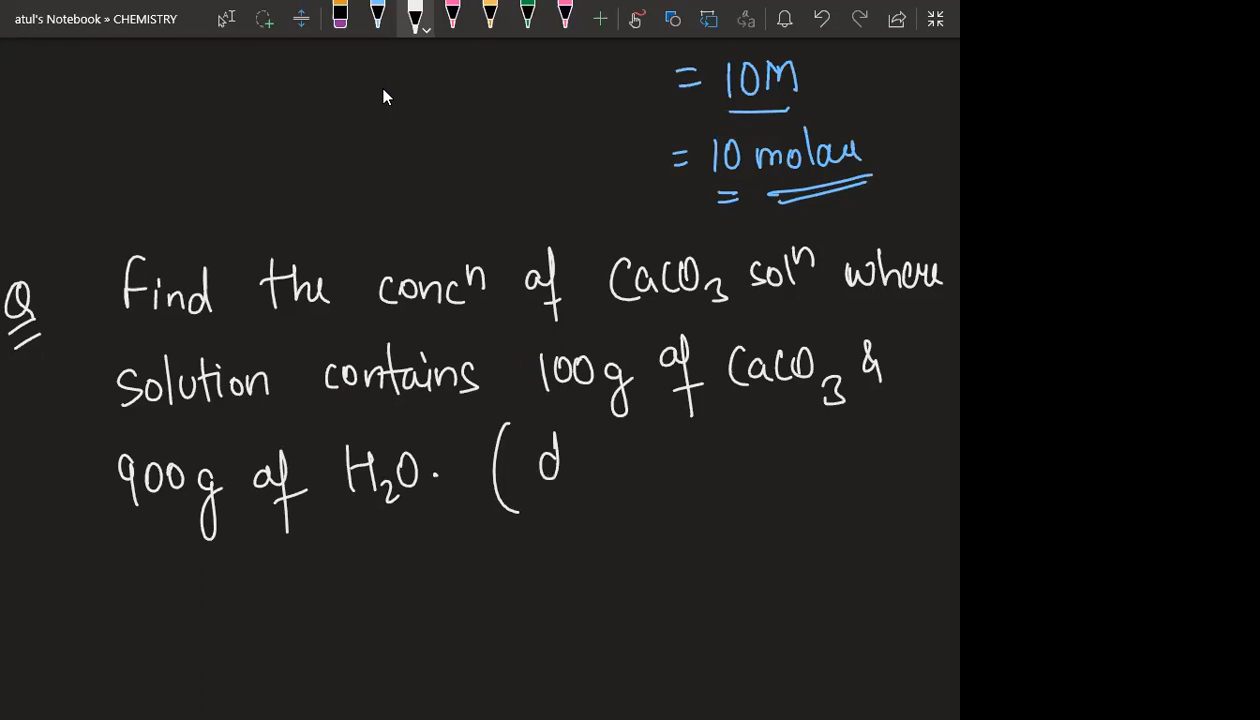 atul's Notebook » CHEMISTRY
= 10M
= 10 molar
=
Q Find the concⁿ of CaCO₃ solⁿ where
solution contains 100g of CaCO₃ &
900g of H₂O. (d